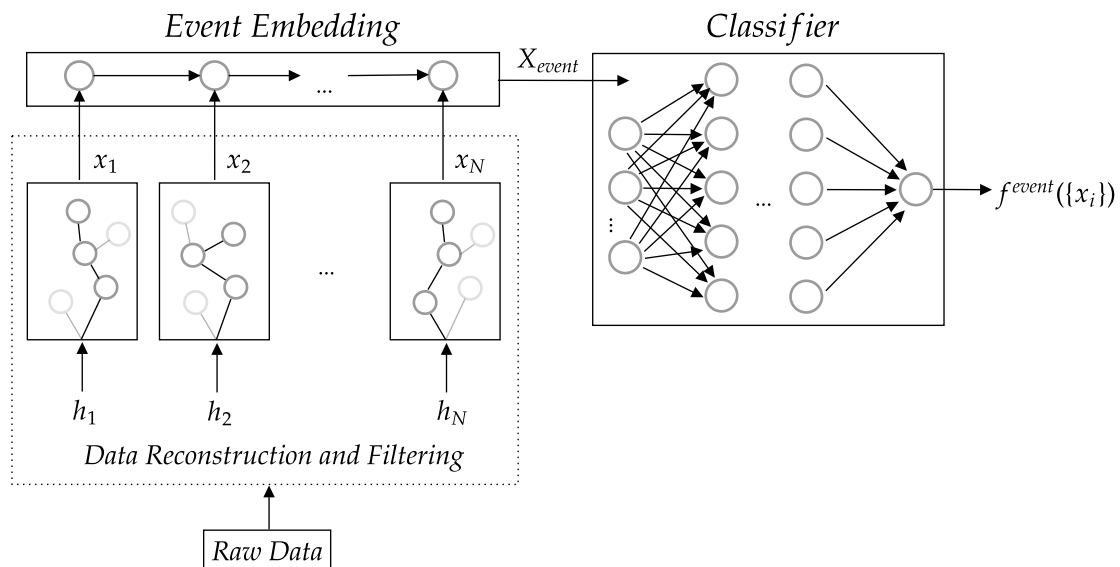 Event Embedding
Classifier
X_event
...
x_1
x_2
x_N
...
...
...
f^event({x_i})
h_1
h_2
h_N
Data Reconstruction and Filtering
Raw Data